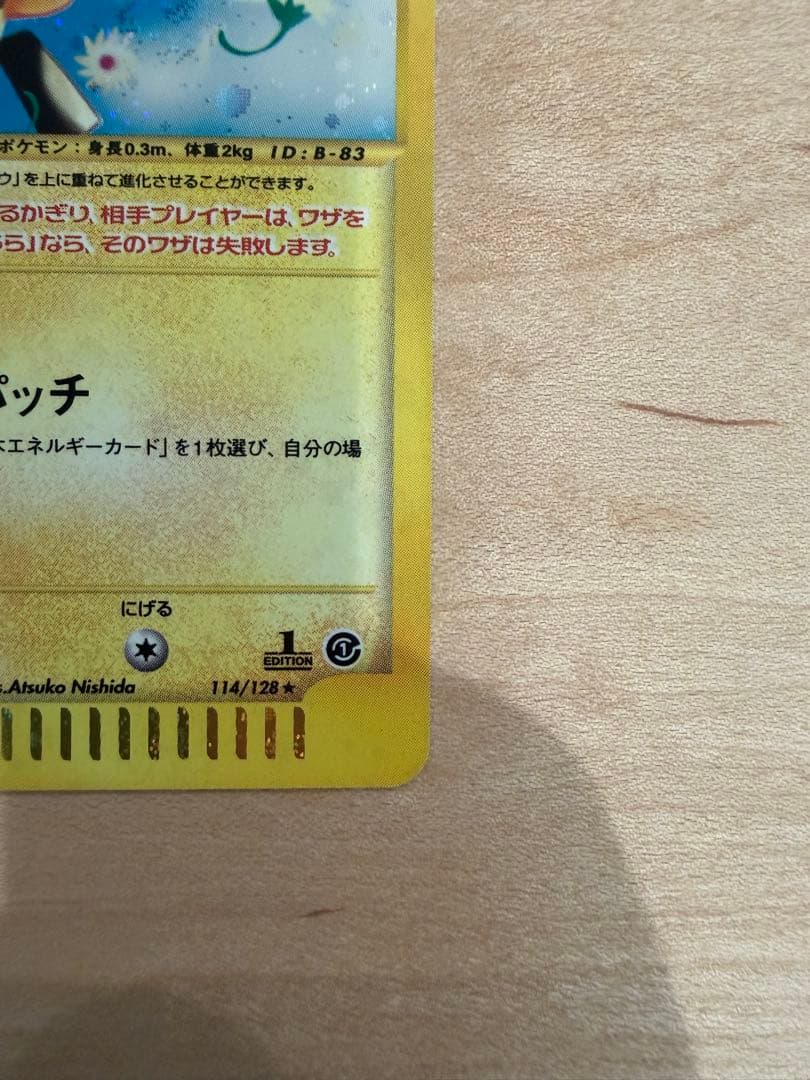 ポケモン：身長0.3m、体重2kg ID：B-83
ウ」を上に重ねて進化させることができます。
るかぎり、相手プレイヤーは、ワザを
ら」なら、そのワザは失敗します。
パッチ
エネルギーカード」を1枚選び、自分の場
にげる
1
EDITION
1
s.Atsuko Nishida 114/128★